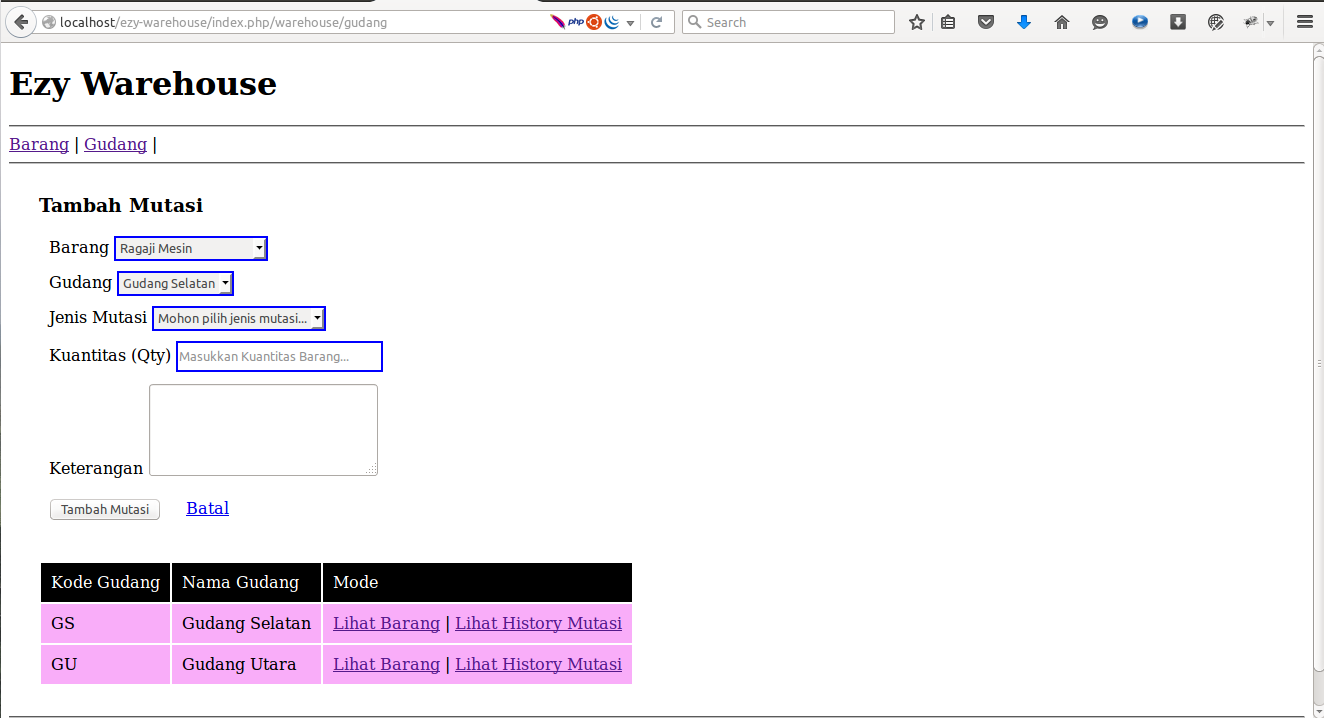 localhost/ezy-warehouse/index.php/warehouse/gudang php Search
Ezy Warehouse
Barang | Gudang |
Tambah Mutasi
Barang Ragaji Mesin
Gudang Gudang Selatan
Jenis Mutasi Mohon pilih jenis mutasi...
Kuantitas (Qty) Masukkan Kuantitas Barang...
Keterangan
Tambah Mutasi Batal
Kode Gudang Nama Gudang Mode
GS Gudang Selatan Lihat Barang | Lihat History Mutasi
GU Gudang Utara Lihat Barang | Lihat History Mutasi